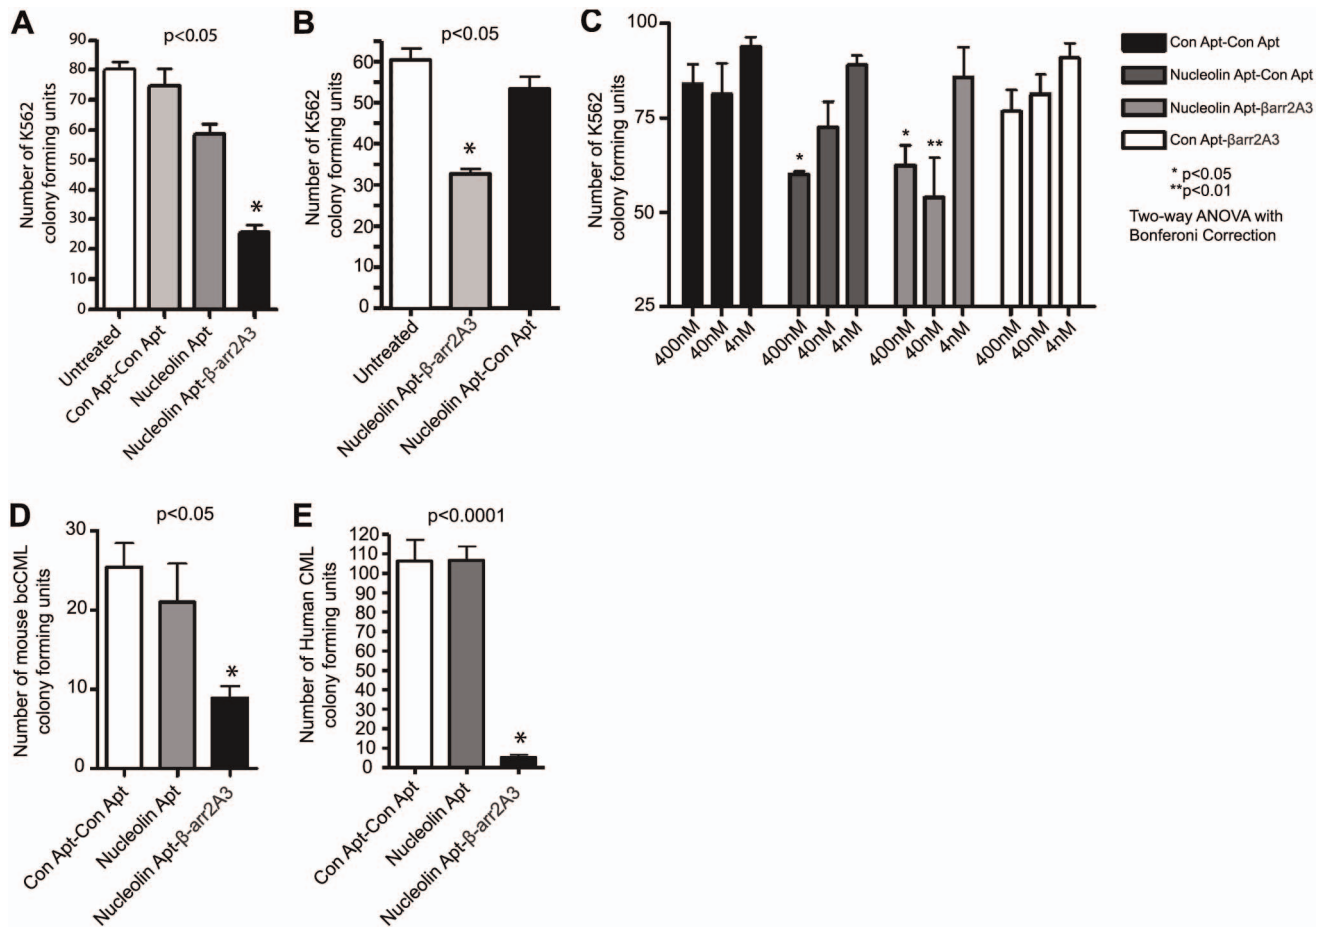 A
p<0.05
Number of K562
colony forming units
90
80
70
60
50
40
30
20
10
0
*
Untreated
Con Apt-Con Apt
Nucleolin Apt
Nucleolin Apt-β-arr2A3
B
p<0.05
Number of K562
colony forming units
60
50
40
30
20
10
0
*
Untreated
Nucleolin Apt-β-arr2A3
Nucleolin Apt-Con Apt
C
Number of K562
colony forming units
100
75
50
25
*
*
**
400nM
40nM
4nM
400nM
40nM
4nM
400nM
40nM
4nM
400nM
40nM
4nM
Con Apt-Con Apt
Nucleolin Apt-Con Apt
Nucleolin Apt-βarr2A3
Con Apt-βarr2A3
* p<0.05
**p<0.01
Two-way ANOVA with
Bonferoni Correction
D
p<0.05
Number of mouse bcCML
colony forming units
30
20
10
0
*
Con Apt-Con Apt
Nucleolin Apt
Nucleolin Apt-β-arr2A3
E
p<0.0001
Number of Human CML
colony forming units
120
110
100
90
80
70
60
50
40
30
20
10
0
*
Con Apt-Con Apt
Nucleolin Apt
Nucleolin Apt-β-arr2A3